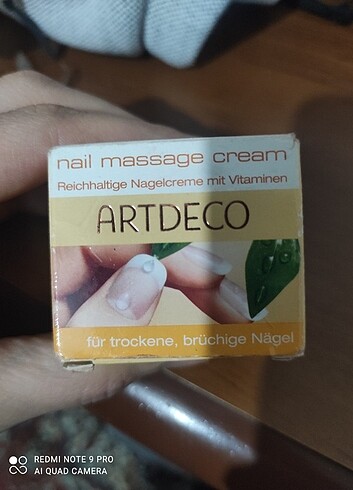 nail massage cream
Reichhaltige Nagelcreme mit Vitaminen
ARTDECO
für trockene, brüchige Nägel
REDMI NOTE 9 PRO
AI QUAD CAMERA